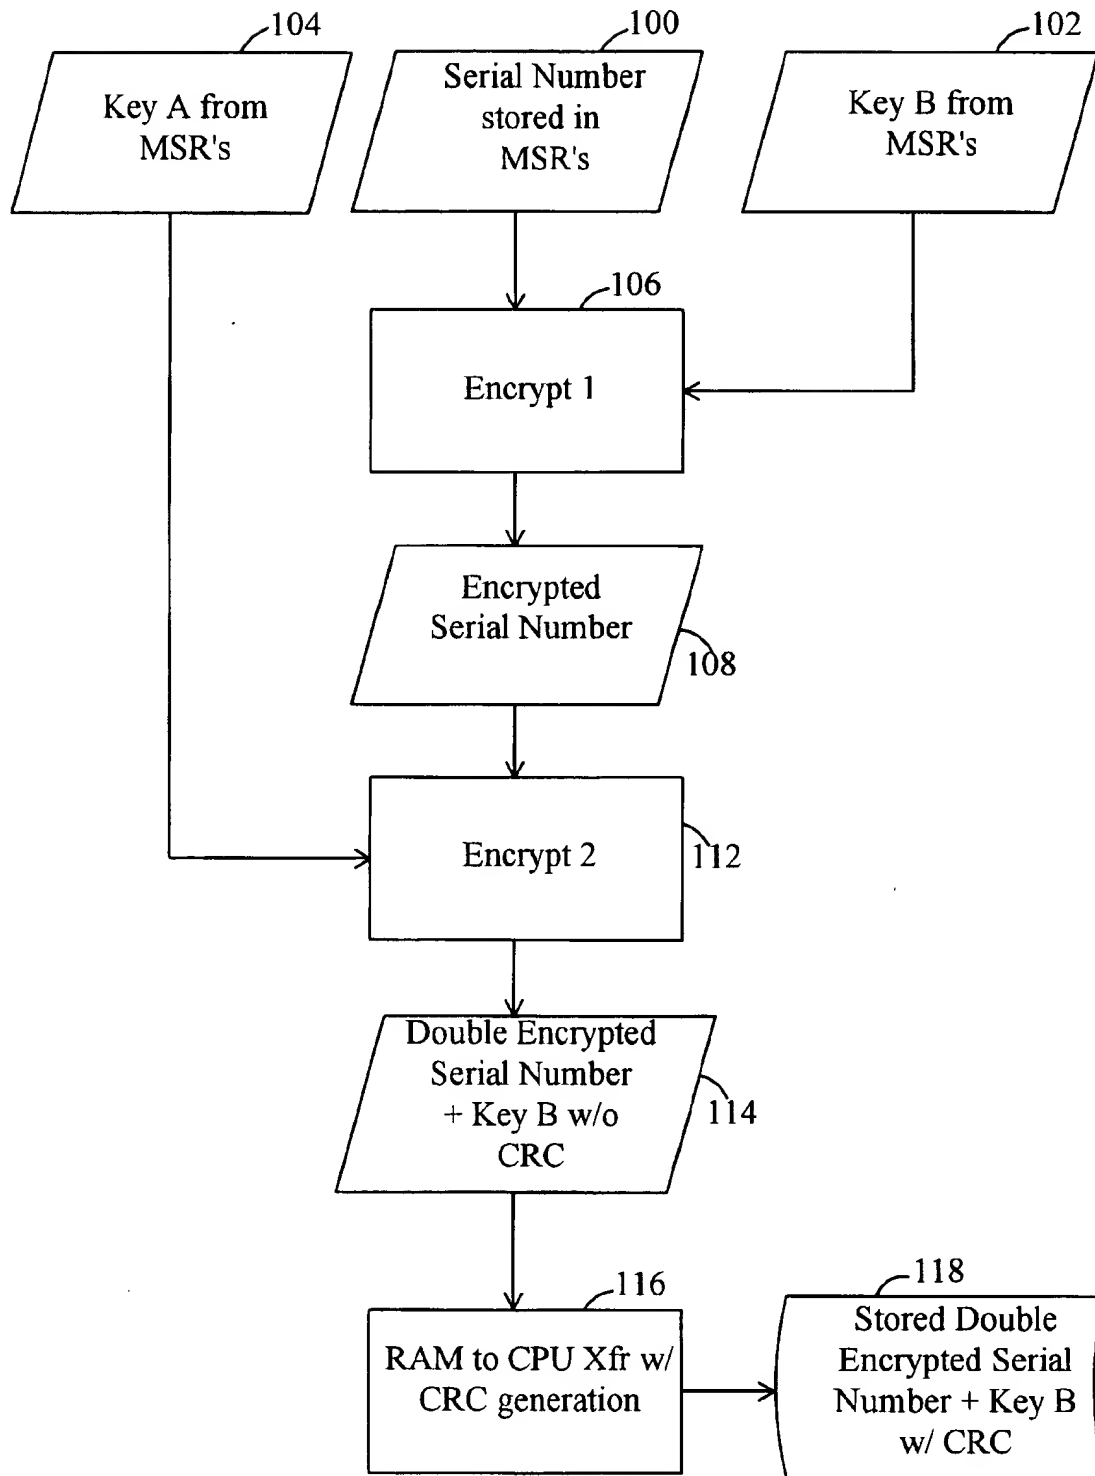 104
100
102
Key A from
MSR's
Serial Number
stored in
MSR's
Key B from
MSR's
106
Encrypt 1
Encrypted
Serial Number
108
Encrypt 2
112
Double Encrypted
Serial Number
+ Key B w/o
CRC
114
116
118
RAM to CPU Xfr w/
CRC generation
Stored Double
Encrypted Serial
Number + Key B
w/ CRC